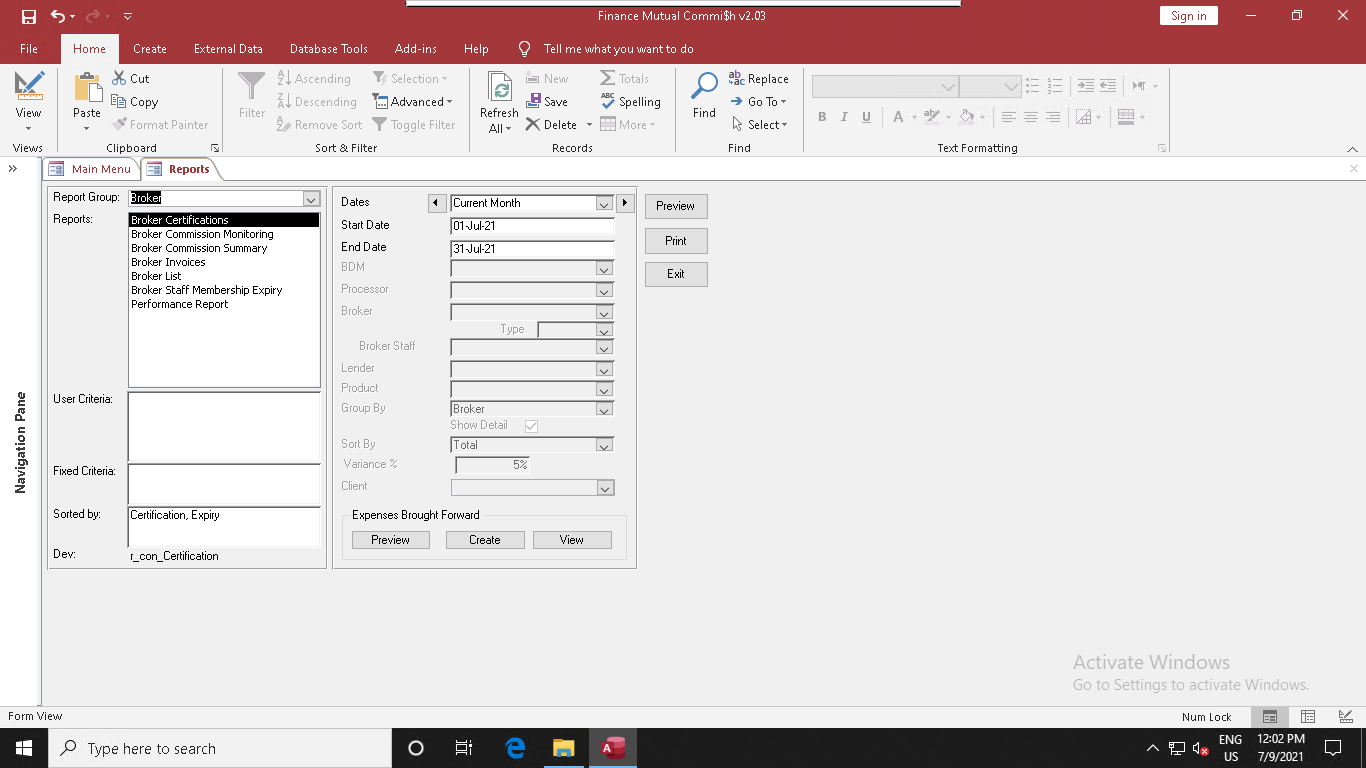 Finance Mutual Commi$h v2.03
Sign in
File Home Create External Data Database Tools Add-ins Help Tell me what you want to do
View
Views
Paste
Cut
Copy
Format Painter
Clipboard
Filter
Ascending
Descending
Remove Sort
Selection
Advanced
Toggle Filter
Sort & Filter
Refresh
All
New
Save
Delete
Totals
Spelling
More
Records
Find
Replace
Go To
Select
Find
B I U A
Text Formatting
Main Menu Reports
Navigation Pane
Report Group: Broker
Reports:
Broker Certifications
Broker Commission Monitoring
Broker Commission Summary
Broker Invoices
Broker List
Broker Staff Membership Expiry
Performance Report
User Criteria:
Fixed Criteria:
Sorted by: Certification, Expiry
Dev: r_con_Certification
Dates Current Month
Start Date 01-Jul-21
End Date 31-Jul-21
BDM
Processor
Broker
Type
Broker Staff
Lender
Product
Group By Broker
Show Detail
Sort By Total
Variance % 5%
Client
Expenses Brought Forward
Preview Create View
Preview
Print
Exit
Activate Windows
Go to Settings to activate Windows.
Form View
Num Lock
Type here to search
ENG
US
12:02 PM
7/9/2021